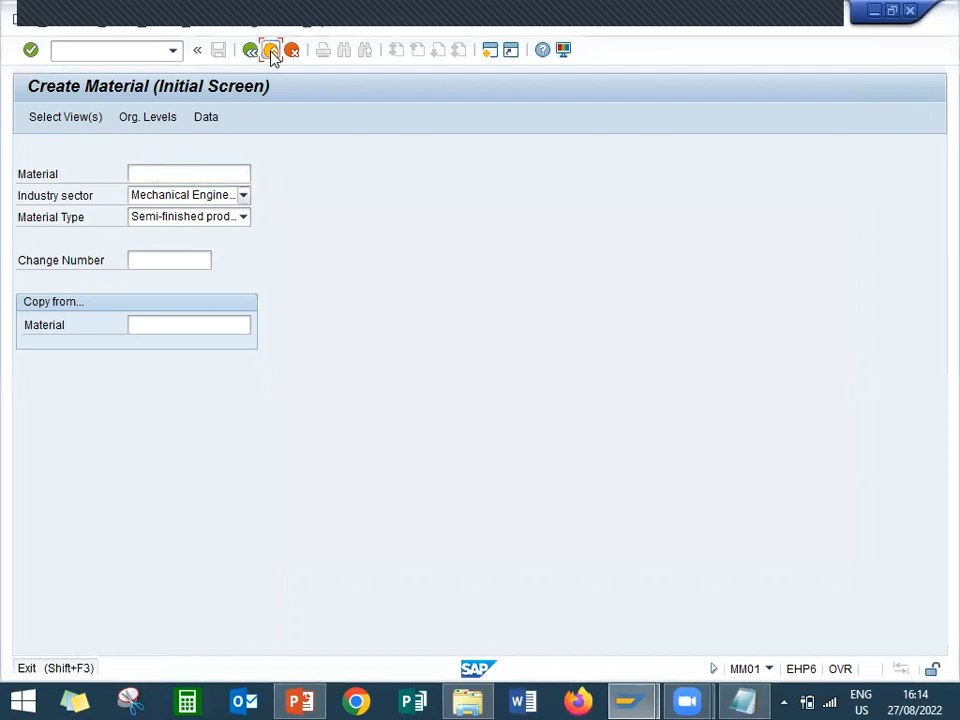 Create Material (Initial Screen)
Select View(s) Org. Levels Data
Material
Industry sector Mechanical Engine...
Material Type Semi-finished prod...
Change Number
Copy from...
Material
Exit (Shift+F3) SAP MM01 EHP6 OVR
ENG 16:14
US 27/08/2022